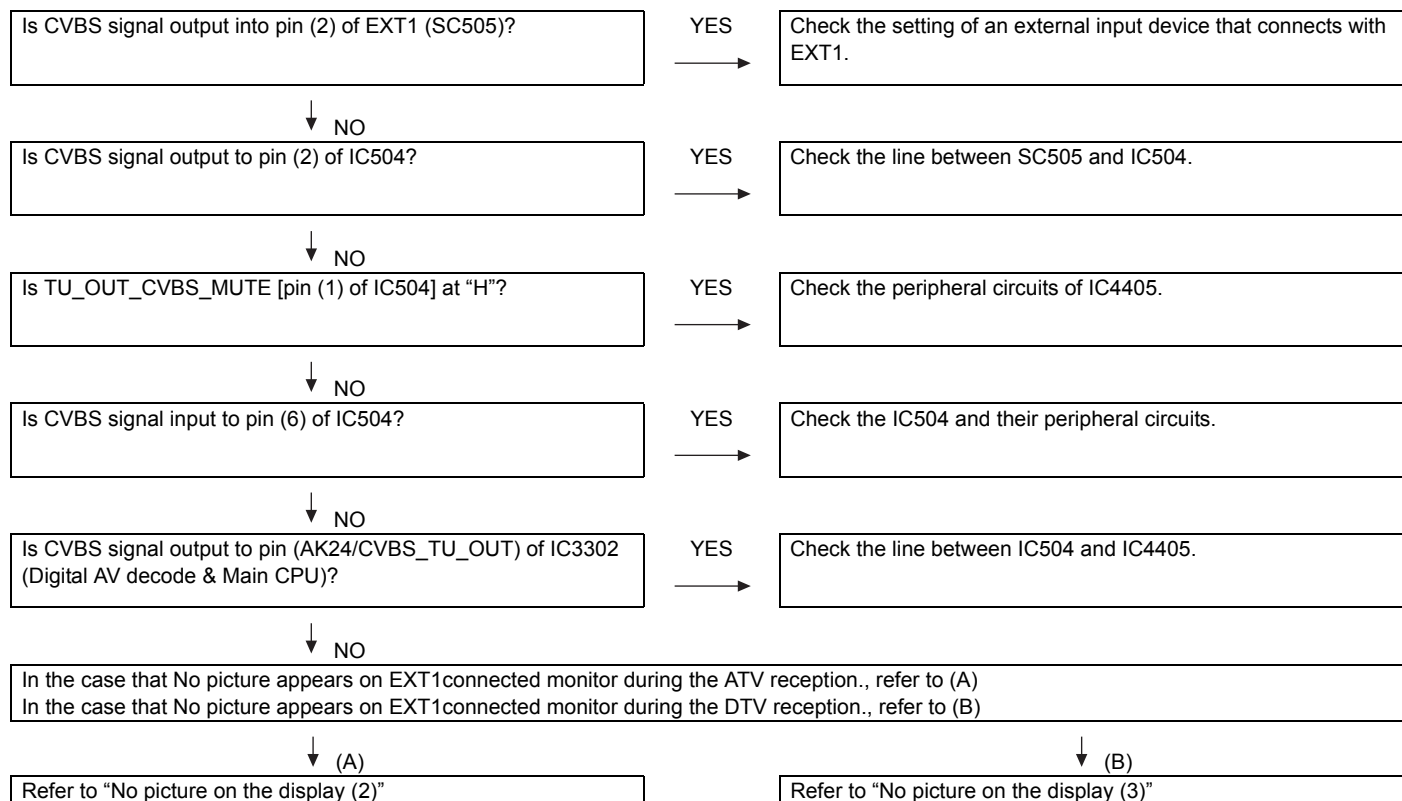 Is CVBS signal output into pin (2) of EXT1 (SC505)?
YES
Check the setting of an external input device that connects with
EXT1.
NO
Is CVBS signal output to pin (2) of IC504?
YES
Check the line between SC505 and IC504.
NO
Is TU_OUT_CVBS_MUTE [pin (1) of IC504] at “H”?
YES
Check the peripheral circuits of IC4405.
NO
Is CVBS signal input to pin (6) of IC504?
YES
Check the IC504 and their peripheral circuits.
NO
Is CVBS signal output to pin (AK24/CVBS_TU_OUT) of IC3302
(Digital AV decode & Main CPU)?
YES
Check the line between IC504 and IC4405.
NO
In the case that No picture appears on EXT1connected monitor during the ATV reception., refer to (A)
In the case that No picture appears on EXT1connected monitor during the DTV reception., refer to (B)
(A)
(B)
Refer to “No picture on the display (2)”
Refer to “No picture on the display (3)”